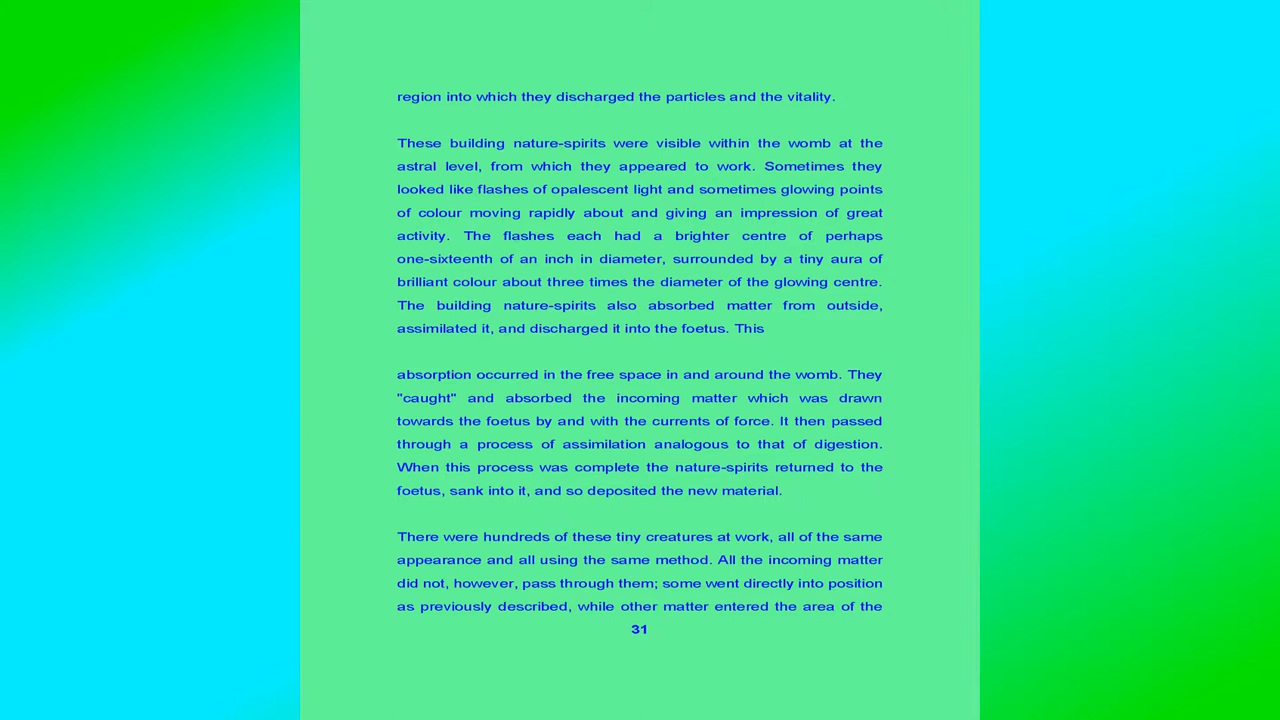 region into which they discharged the particles and the vitality.
These building nature-spirits were visible within the womb at the
astral level, from which they appeared to work. Sometimes they
looked like flashes of opalescent light and sometimes glowing points
of colour moving rapidly about and giving an impression of great
activity. The flashes each had a brighter centre of perhaps
one-sixteenth of an inch in diameter, surrounded by a tiny aura of
brilliant colour about three times the diameter of the glowing centre.
The building nature-spirits also absorbed matter from outside,
assimilated it, and discharged it into the foetus. This
absorption occurred in the free space in and around the womb. They
"caught" and absorbed the incoming matter which was drawn
towards the foetus by and with the currents of force. It then passed
through a process of assimilation analogous to that of digestion.
When this process was complete the nature-spirits returned to the
foetus, sank into it, and so deposited the new material.
There were hundreds of these tiny creatures at work, all of the same
appearance and all using the same method. All the incoming matter
did not, however, pass through them; some went directly into position
as previously described, while other matter entered the area of the
31